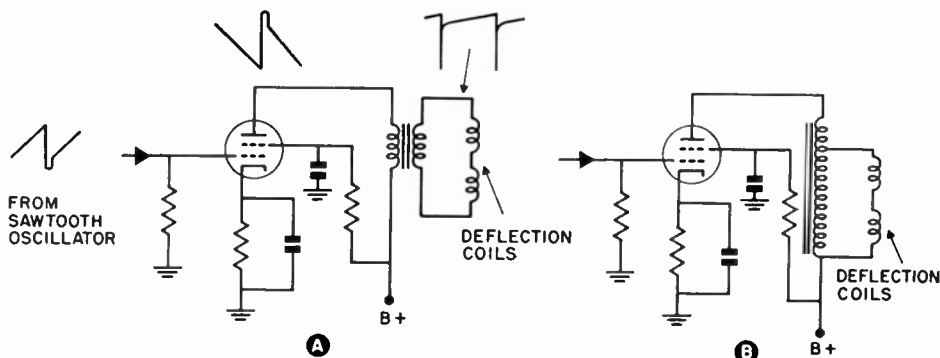 FROM
SAWTOOTH
OSCILLATOR
DEFLECTION
COILS
B+
A
DEFLECTION
COILS
B+
B